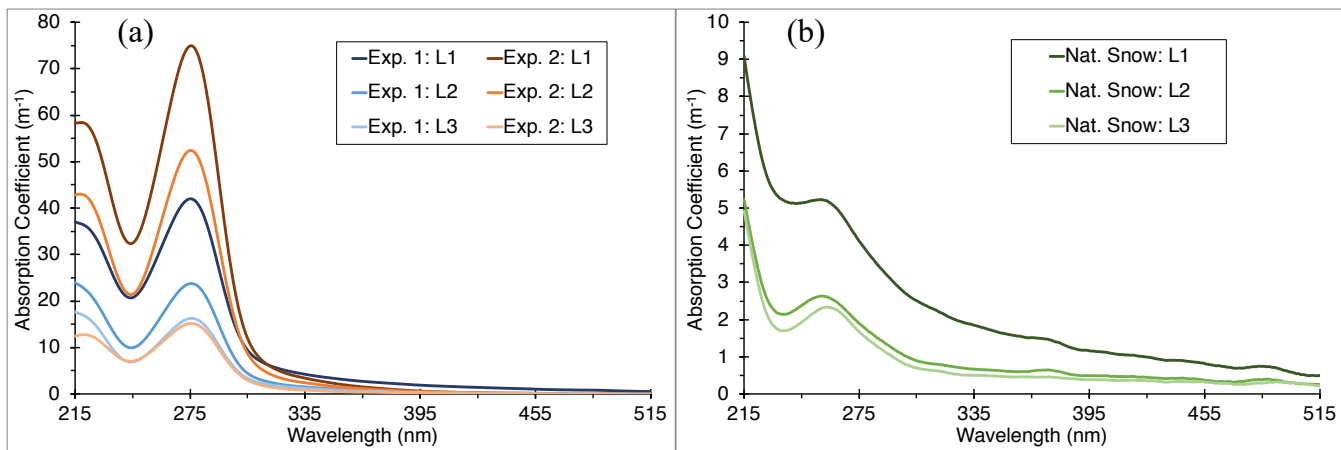 (a)
Exp. 1: L1 Exp. 2: L1
Exp. 1: L2 Exp. 2: L2
Exp. 1: L3 Exp. 2: L3
Absorption Coefficient (m⁻¹)
80
70
60
50
40
30
20
10
0
215 275 335 395 455 515
Wavelength (nm)
(b)
Nat. Snow: L1
Nat. Snow: L2
Nat. Snow: L3
Absorption Coefficient (m⁻¹)
10
9
8
7
6
5
4
3
2
1
0
215 275 335 395 455 515
Wavelength (nm)